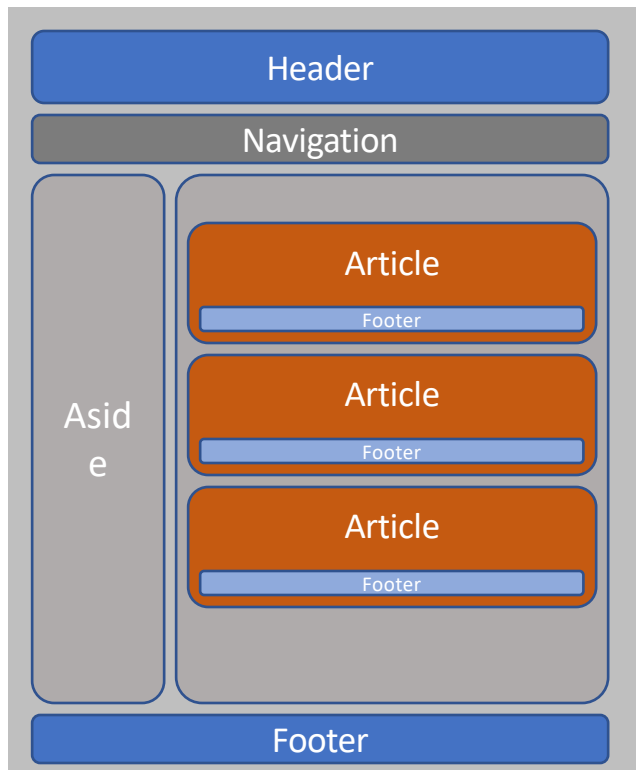 Header
Navigation
Article
Footer
Asid
e
Article
Footer
Article
Footer
Footer